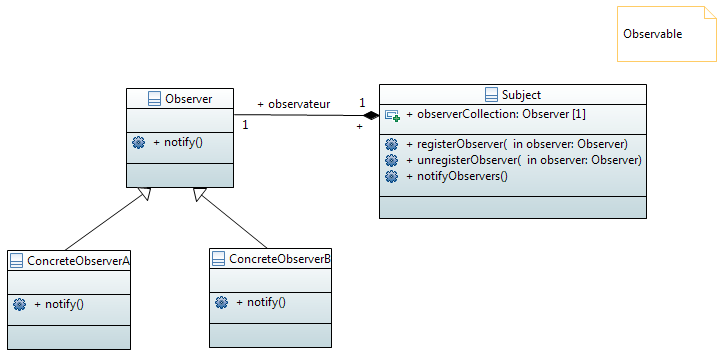 Observable
Observer
+ notify()
+ observateur
1
1
+
Subject
+ observerCollection: Observer [1]
+ registerObserver(  in observer: Observer)
+ unregisterObserver(  in observer: Observer)
+ notifyObservers()
ConcreteObserverA
+ notify()
ConcreteObserverB
+ notify()